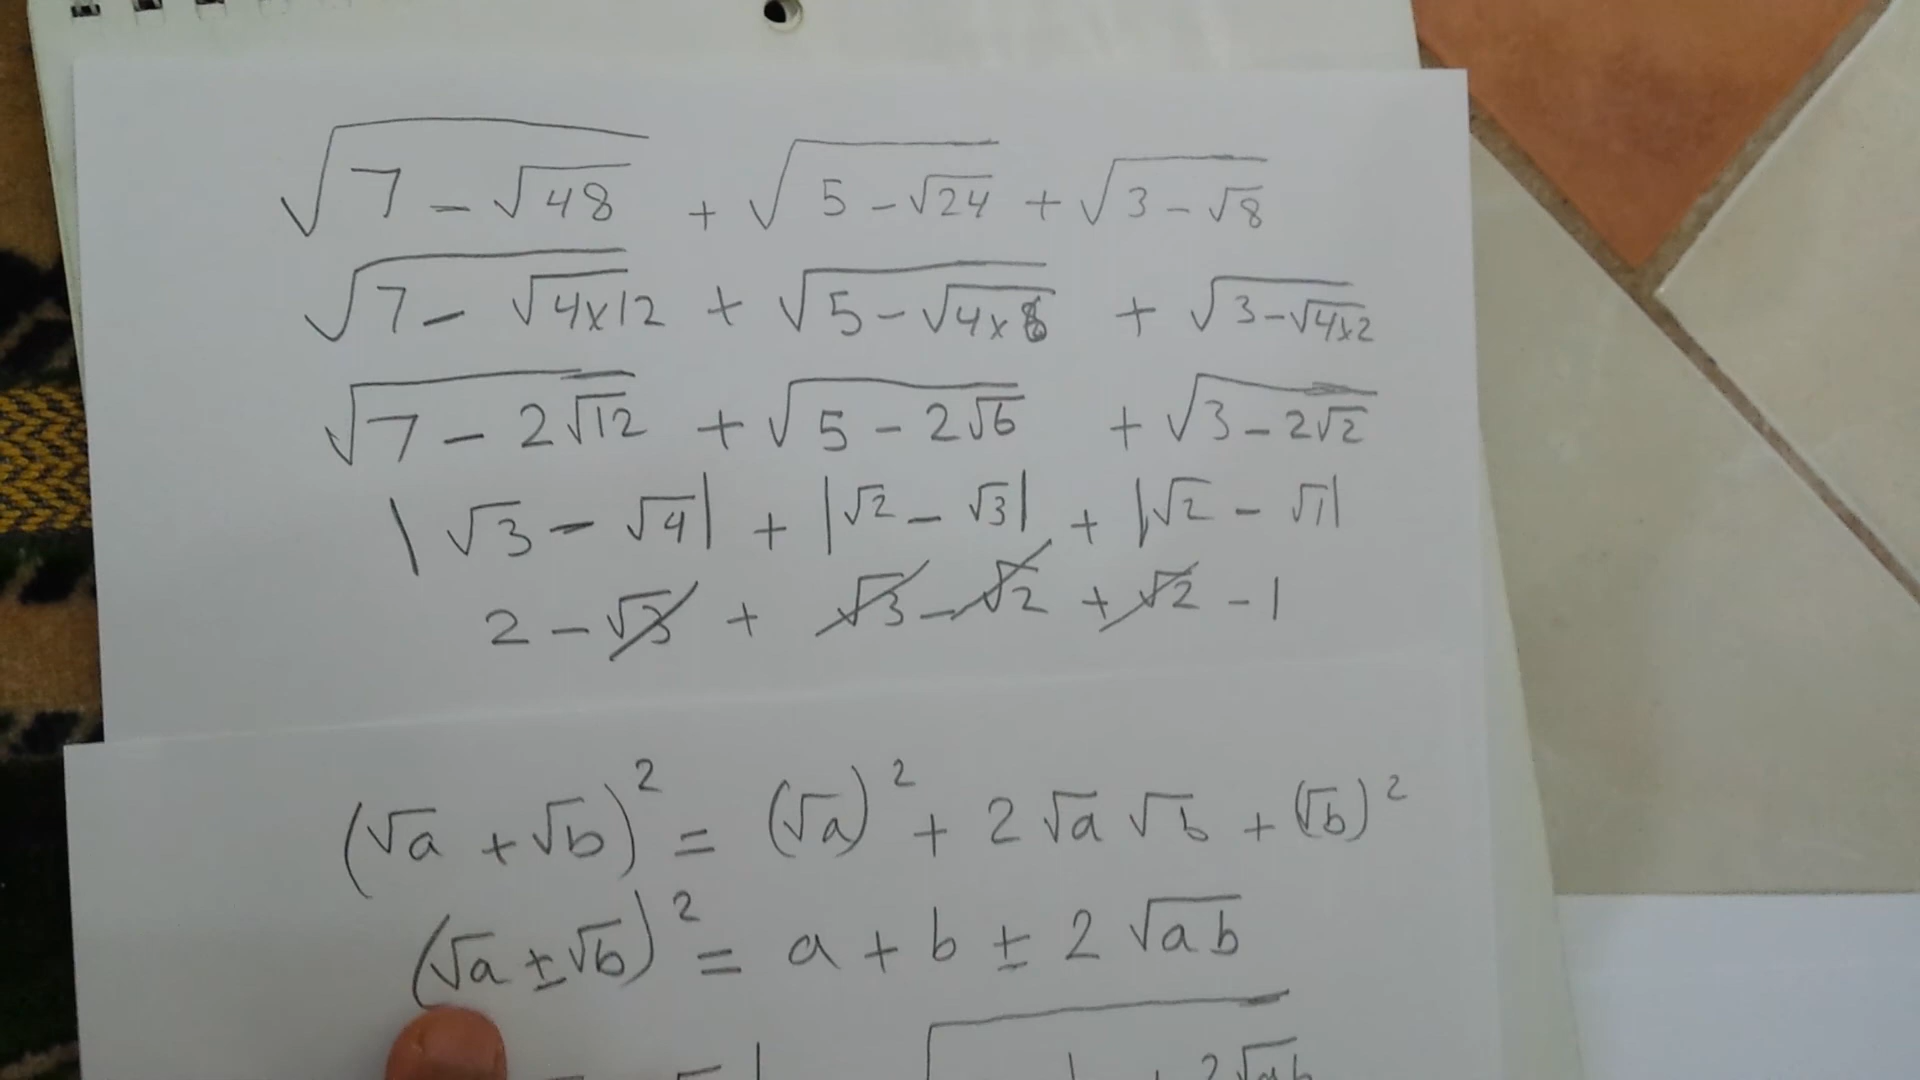 √(7 - √48) + √(5 - √24) + √(3 - √8)
√(7 - √4x12) + √(5 - √4x6) + √(3 - √4x2)
√(7 - 2√12) + √(5 - 2√6) + √(3 - 2√2)
|√3 - √4| + |√2 - √3| + |√2 - √1|
2 - √3 + √3 - √2 + √2 - 1
(√a + √b)² = (√a)² + 2√a √b + (√b)²
(√a ± √b)² = a + b ± 2√ab
2√ab